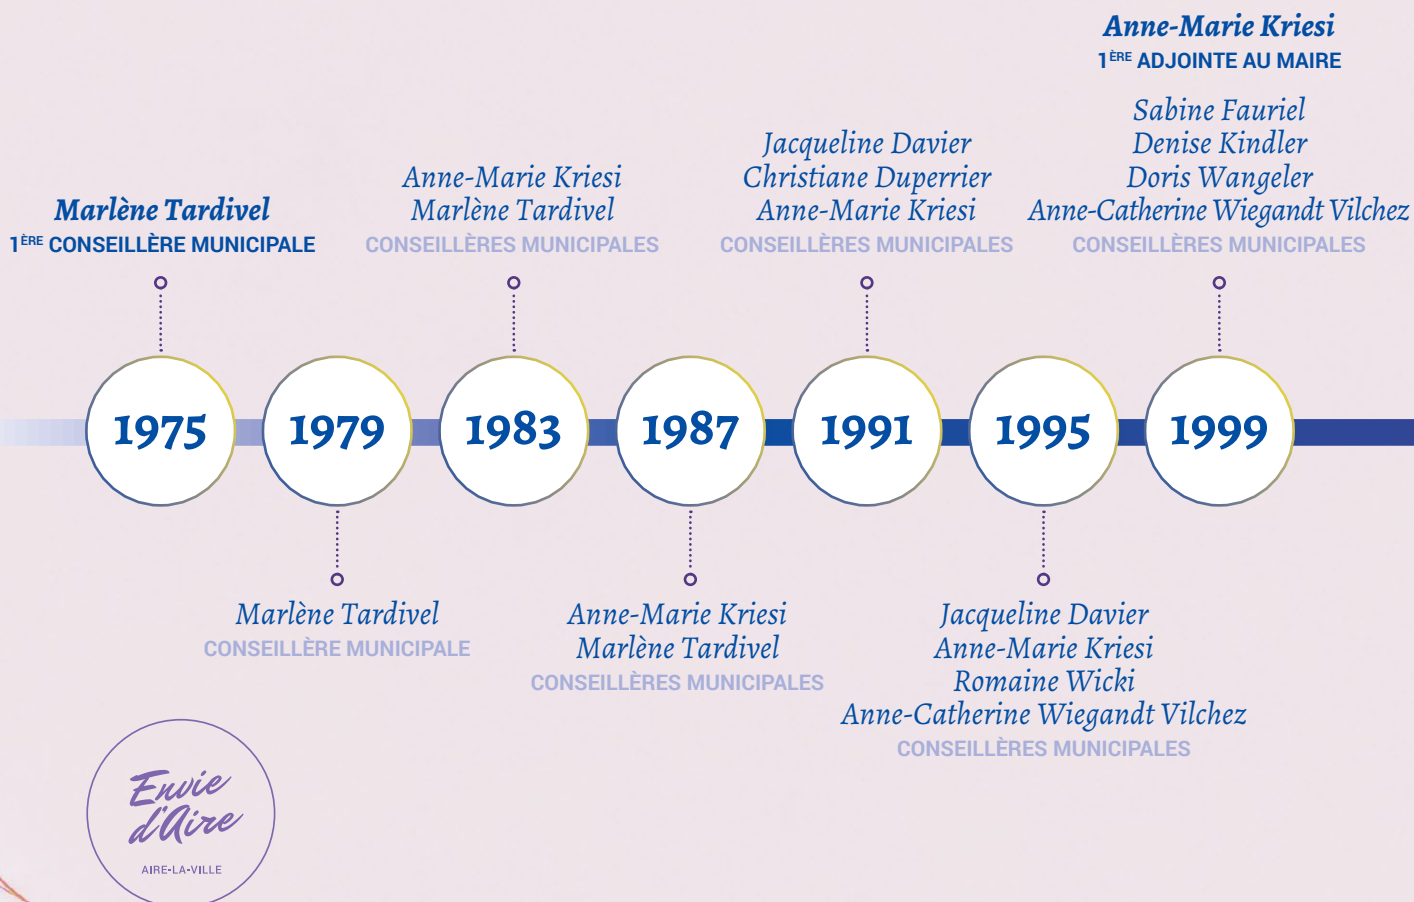 Marlène Tardivel
1ÈRE CONSEILLÈRE MUNICIPALE
Anne-Marie Kriesi
Marlène Tardivel
CONSEILLÈRES MUNICIPALES
Jacqueline Davier
Christiane Duperrier
Anne-Marie Kriesi
CONSEILLÈRES MUNICIPALES
Anne-Marie Kriesi
1ÈRE ADJOINTE AU MAIRE
Sabine Fauriel
Denise Kindler
Doris Wangeler
Anne-Catherine Wiegandt Vilchez
CONSEILLÈRES MUNICIPALES
1975
1979
1983
1987
1991
1995
1999
Marlène Tardivel
CONSEILLÈRE MUNICIPALE
Anne-Marie Kriesi
Marlène Tardivel
CONSEILLÈRES MUNICIPALES
Jacqueline Davier
Anne-Marie Kriesi
Romaine Wicki
Anne-Catherine Wiegandt Vilchez
CONSEILLÈRES MUNICIPALES
Envie
d'Aire
AIRE-LA-VILLE